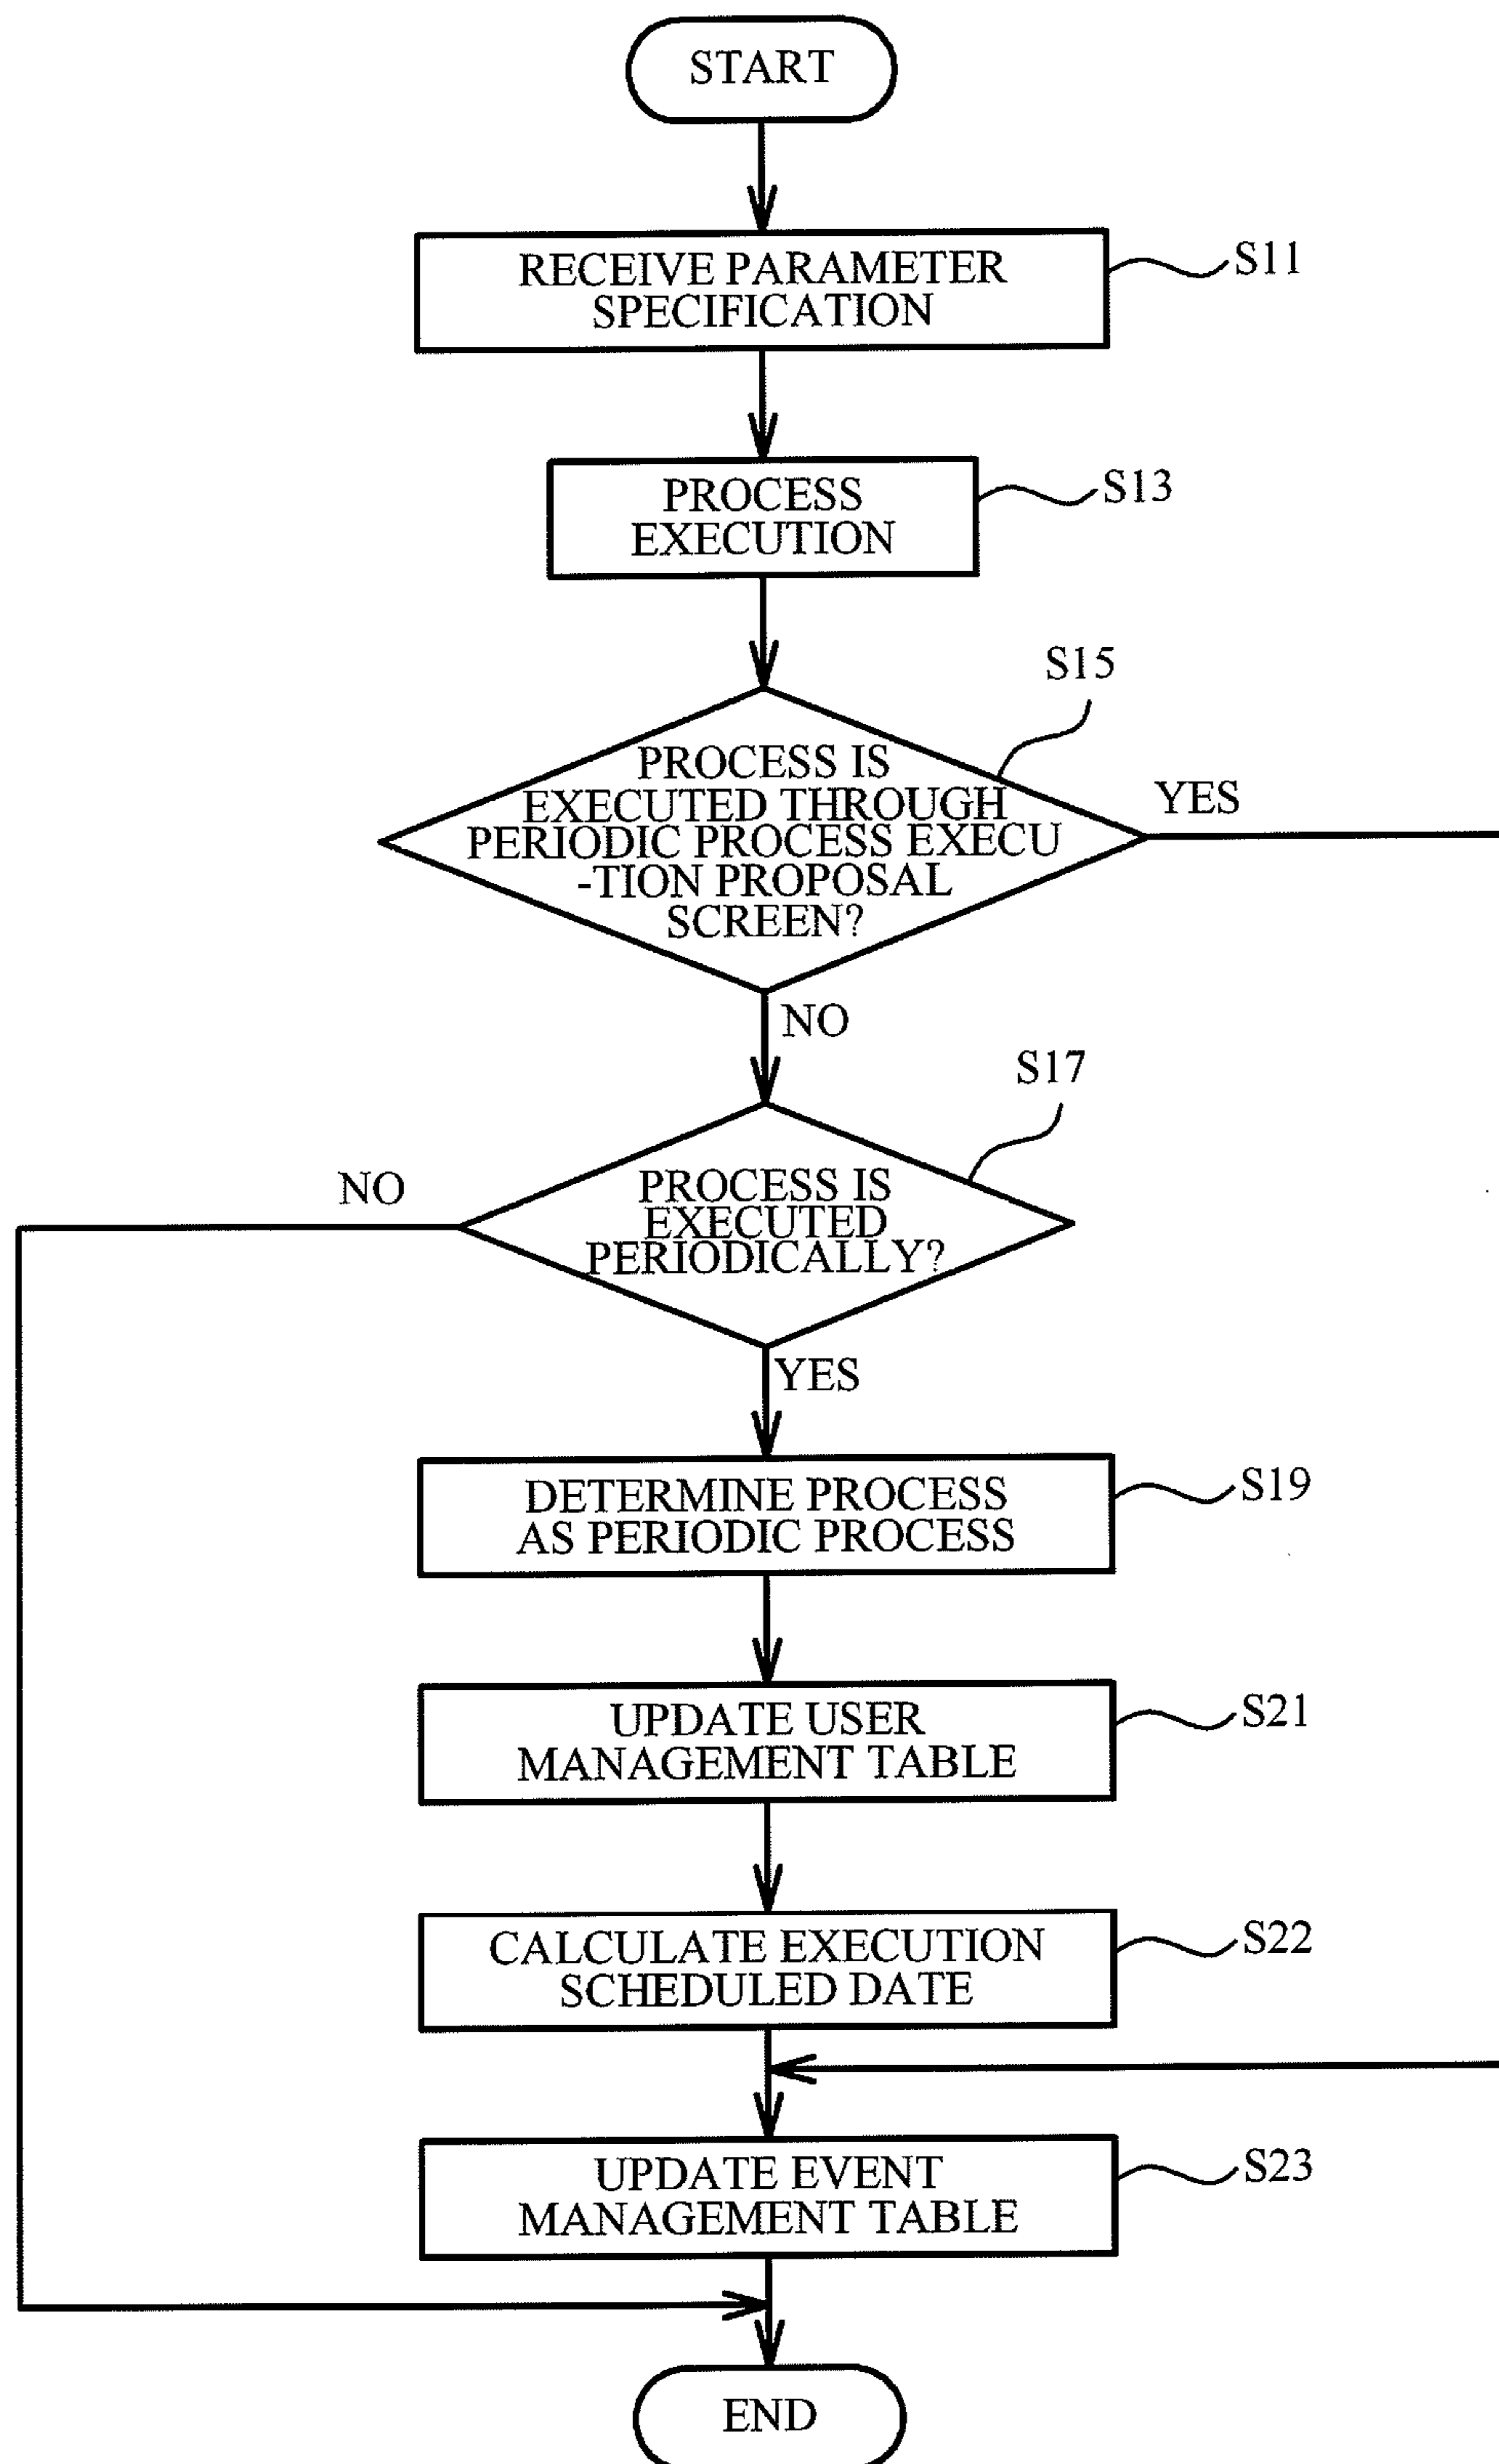 START
RECEIVE PARAMETER
SPECIFICATION
S11
PROCESS
EXECUTION
S13
S15
PROCESS IS
EXECUTED THROUGH
PERIODIC PROCESS EXECU
-TION PROPOSAL
SCREEN?
YES
NO
S17
PROCESS IS
EXECUTED
PERIODICALLY?
NO
YES
DETERMINE PROCESS
AS PERIODIC PROCESS
S19
UPDATE USER
MANAGEMENT TABLE
S21
CALCULATE EXECUTION
SCHEDULED DATE
S22
UPDATE EVENT
MANAGEMENT TABLE
S23
END